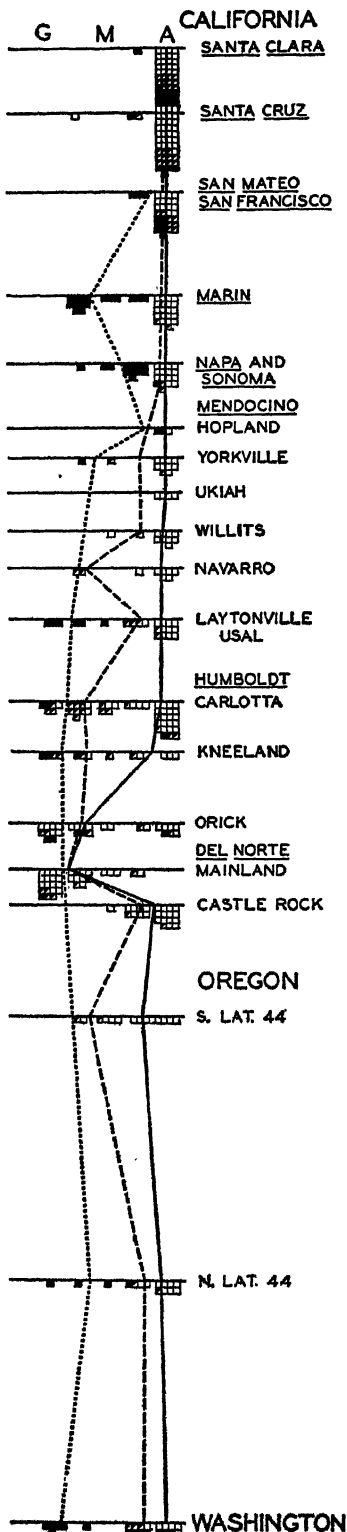 CALIFORNIA
G M A
SANTA CLARA
SANTA CRUZ
SAN MATEO
SAN FRANCISCO
MARIN
NAPA AND
SONOMA
MENDOCINO
HOPLAND
YORKVILLE
UKIAH
WILLITS
NAVARRO
LAYTONVILLE
USAL
HUMBOLDT
CARLOTTA
KNEELAND
ORICK
DEL NORTE
MAINLAND
CASTLE ROCK
OREGON
S. LAT. 44
N. LAT. 44
WASHINGTON